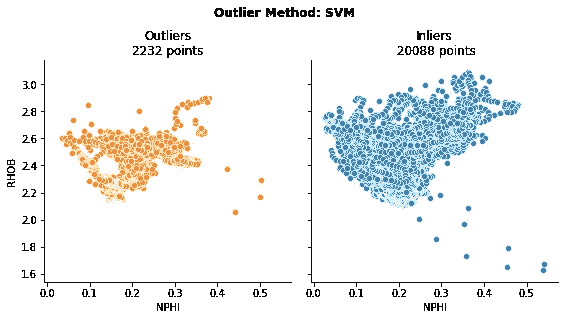 Outlier Method: SVM
Outliers
2232 points
Inliers
20088 points
3.0
2.8
2.6
2.4
2.2
2.0
1.8
1.6
RHOB
0.0 0.1 0.2 0.3 0.4 0.5
NPHI
0.0 0.1 0.2 0.3 0.4 0.5
NPHI